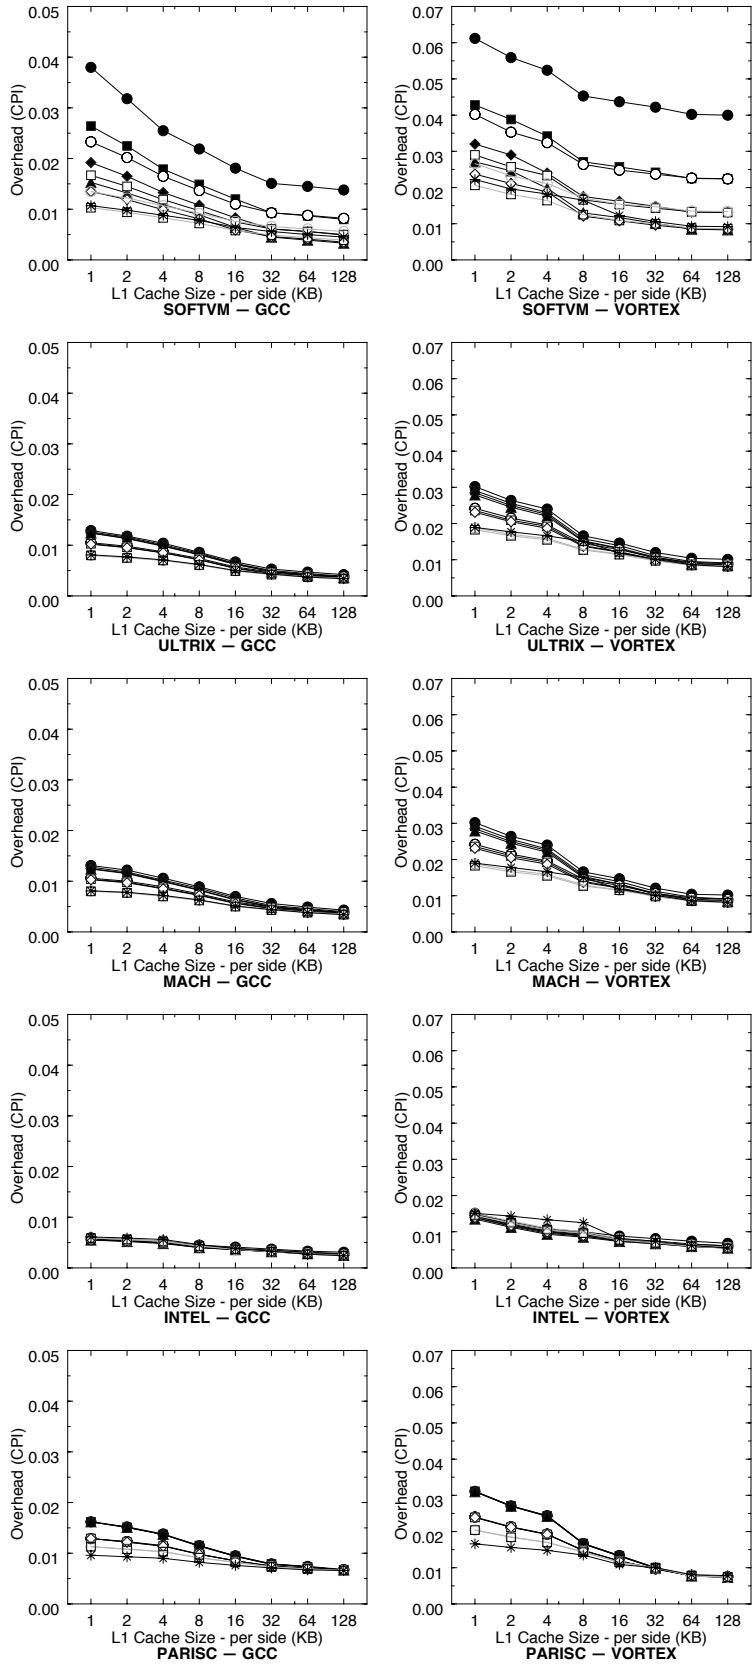 0.05
0.04
0.03
0.02
0.01
0.00
Overhead (CPI)
1 2 4 8 16 32 64 128
L1 Cache Size - per side (KB)
SOFTVM — GCC
0.07
0.06
0.05
0.04
0.03
0.02
0.01
0.00
Overhead (CPI)
1 2 4 8 16 32 64 128
L1 Cache Size - per side (KB)
SOFTVM — VORTEX
0.05
0.04
0.03
0.02
0.01
0.00
Overhead (CPI)
1 2 4 8 16 32 64 128
L1 Cache Size - per side (KB)
ULTRIX — GCC
0.07
0.06
0.05
0.04
0.03
0.02
0.01
0.00
Overhead (CPI)
1 2 4 8 16 32 64 128
L1 Cache Size - per side (KB)
ULTRIX — VORTEX
0.05
0.04
0.03
0.02
0.01
0.00
Overhead (CPI)
1 2 4 8 16 32 64 128
L1 Cache Size - per side (KB)
MACH — GCC
0.07
0.06
0.05
0.04
0.03
0.02
0.01
0.00
Overhead (CPI)
1 2 4 8 16 32 64 128
L1 Cache Size - per side (KB)
MACH — VORTEX
0.05
0.04
0.03
0.02
0.01
0.00
Overhead (CPI)
1 2 4 8 16 32 64 128
L1 Cache Size - per side (KB)
INTEL — GCC
0.07
0.06
0.05
0.04
0.03
0.02
0.01
0.00
Overhead (CPI)
1 2 4 8 16 32 64 128
L1 Cache Size - per side (KB)
INTEL — VORTEX
0.05
0.04
0.03
0.02
0.01
0.00
Overhead (CPI)
1 2 4 8 16 32 64 128
L1 Cache Size - per side (KB)
PARISC — GCC
0.07
0.06
0.05
0.04
0.03
0.02
0.01
0.00
Overhead (CPI)
1 2 4 8 16 32 64 128
L1 Cache Size - per side (KB)
PARISC — VORTEX